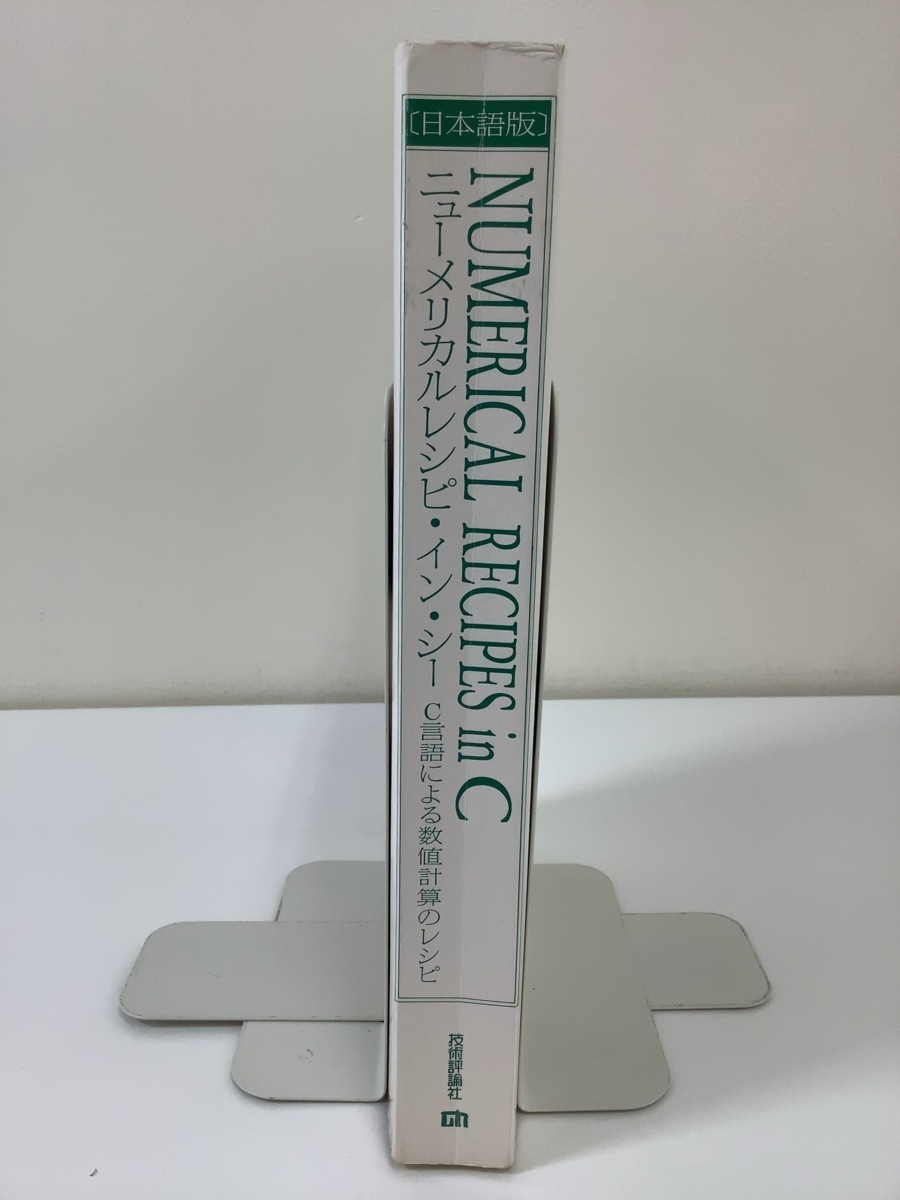 〔日本語版〕
NUMERICAL RECIPES in C
ニューメリカルレシピ・イン・シー C言語による数値計算のレシピ
技術評論社